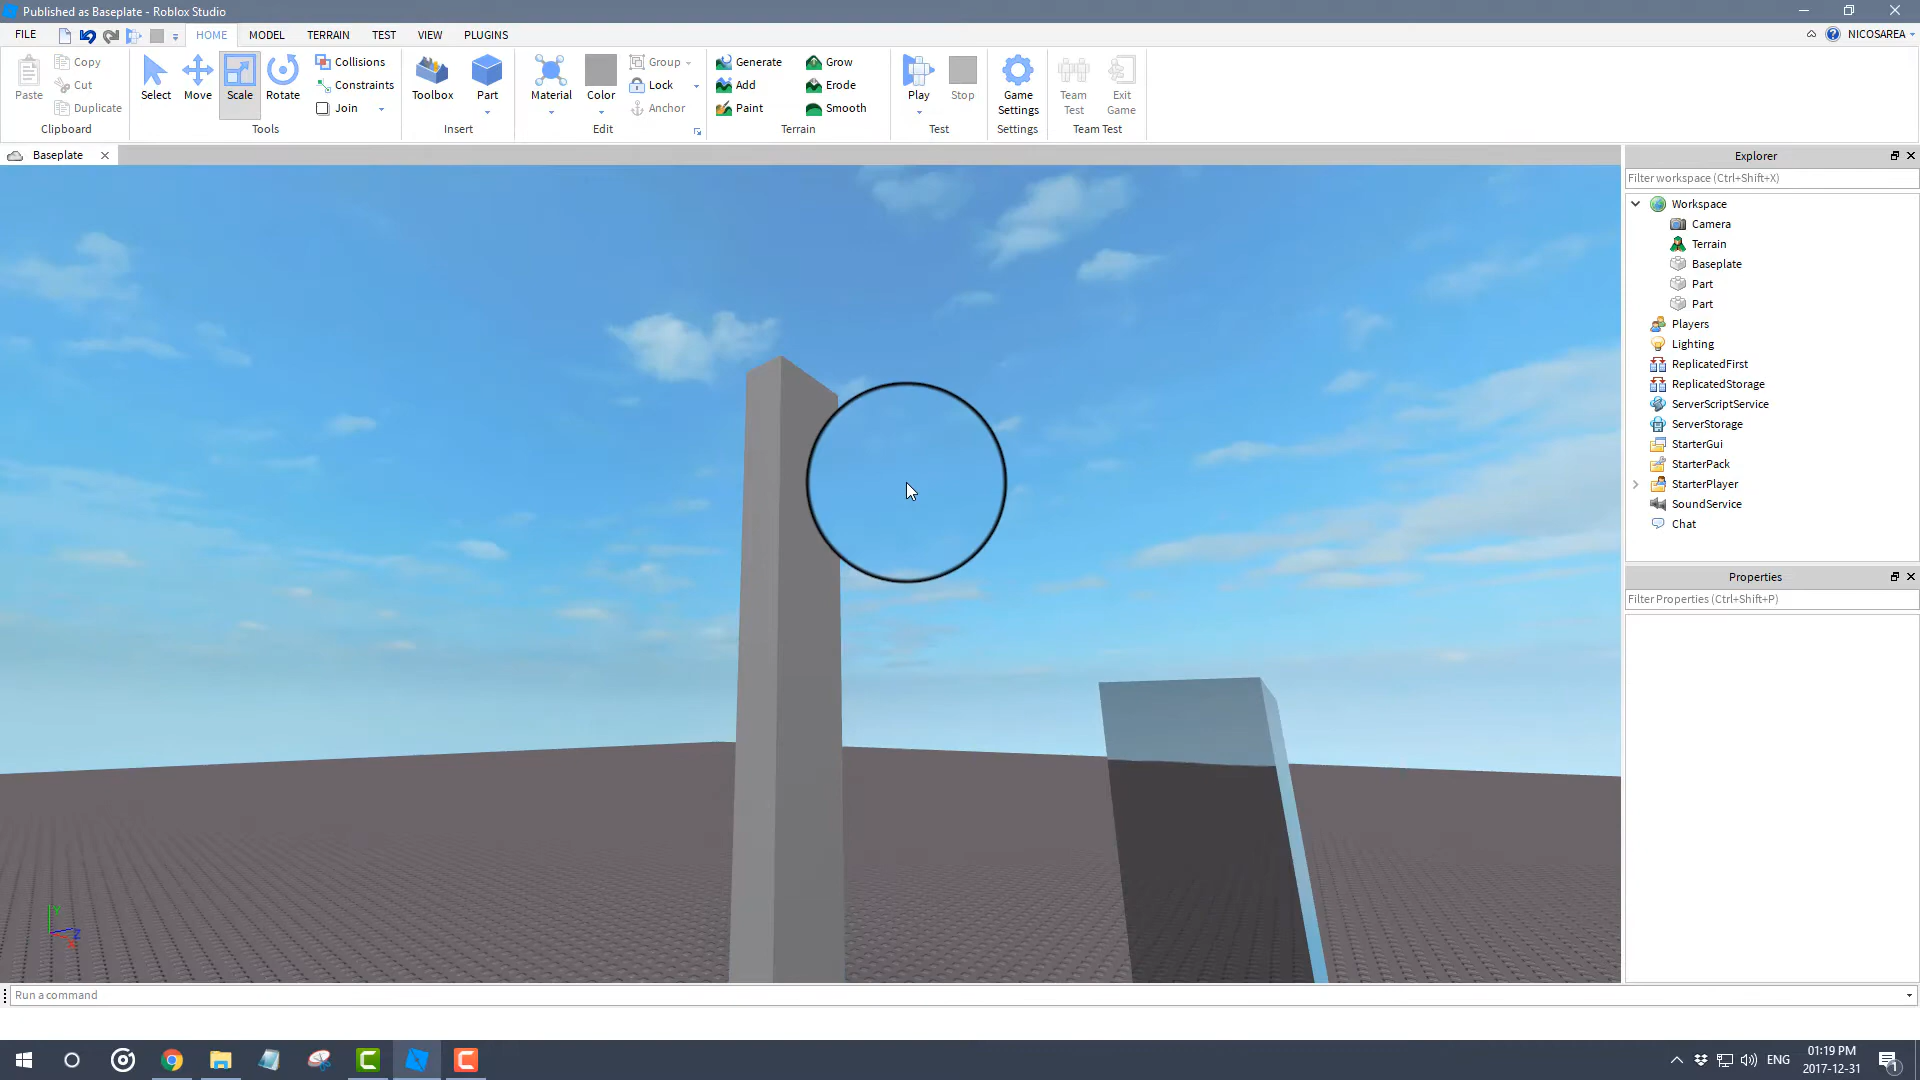 Published as Baseplate - Roblox Studio
FILE HOME MODEL TERRAIN TEST VIEW PLUGINS NICOSAREA
Paste Copy Cut Duplicate
Clipboard
Select Move Scale Rotate
Collisions
Constraints
Join
Tools
Toolbox Part
Insert
Material Color
Group
Lock
Anchor
Edit
Generate Grow
Add Erode
Paint Smooth
Terrain
Play Stop
Test
Game Settings
Settings
Team Test
Exit Game
Team Test
Baseplate
Explorer
Filter workspace (Ctrl+Shift+X)
Workspace
Camera
Terrain
Baseplate
Part
Part
Players
Lighting
ReplicatedFirst
ReplicatedStorage
ServerScriptService
ServerStorage
StarterGui
StarterPack
StarterPlayer
SoundService
Chat
Properties
Filter Properties (Ctrl+Shift+P)
Y
Z
X
Run a command
ENG
01:19 PM
2017-12-31
1